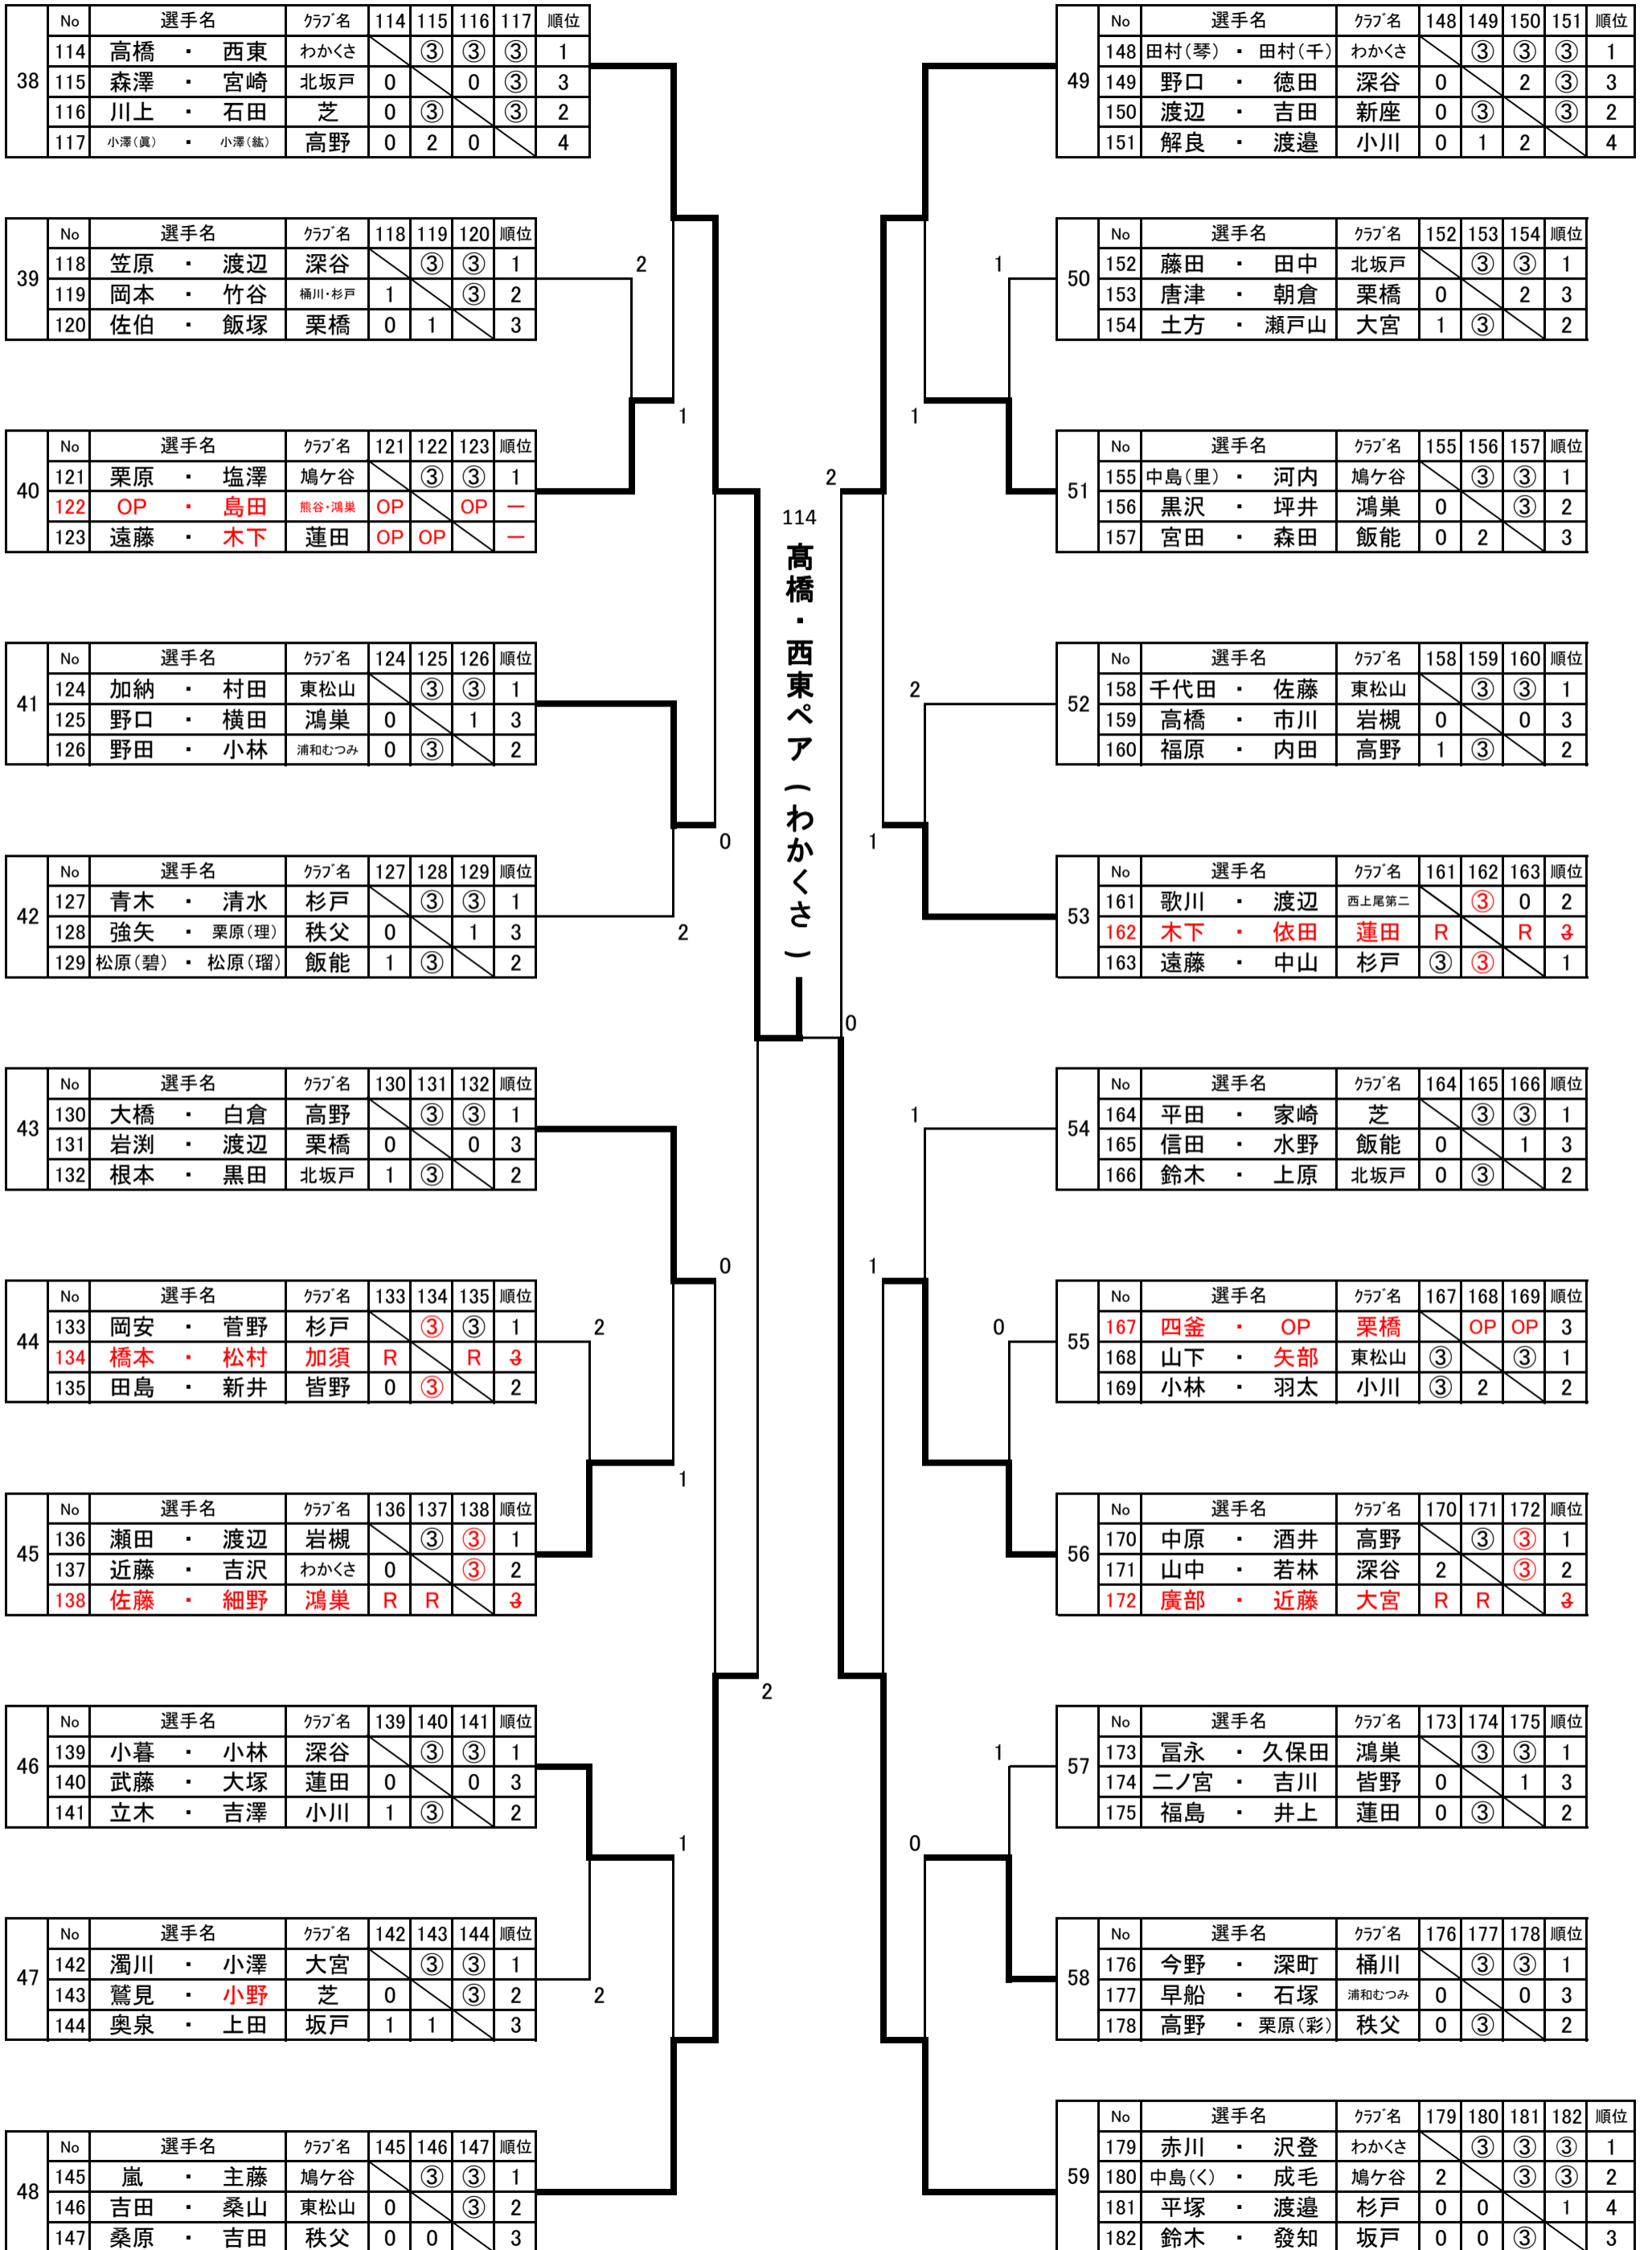 38 No 選手名 ｸﾗﾌﾞ名 114 115 116 117 順位
114 高橋 ・ 西東 わかくさ ③ ③ ③ 1
115 森澤 ・ 宮崎 北坂戸 0 0 ③ 3
116 川上 ・ 石田 芝 0 ③ ③ 2
117 小澤(眞) ・ 小澤(紘) 高野 0 2 0 4
39 No 選手名 ｸﾗﾌﾞ名 118 119 120 順位
118 笠原 ・ 渡辺 深谷 ③ ③ 1
119 岡本 ・ 竹谷 桶川・杉戸 1 ③ 2
120 佐伯 ・ 飯塚 栗橋 0 1 3
2
1
40 No 選手名 ｸﾗﾌﾞ名 121 122 123 順位
121 栗原 ・ 塩澤 鳩ケ谷 ③ ③ 1
122 OP ・ 島田 熊谷・鴻巣 OP OP ―
123 遠藤 ・ 木下 蓮田 OP OP ―
41 No 選手名 ｸﾗﾌﾞ名 124 125 126 順位
124 加納 ・ 村田 東松山 ③ ③ 1
125 野口 ・ 横田 鴻巣 0 1 3
126 野田 ・ 小林 浦和むつみ 0 ③ 2
0
42 No 選手名 ｸﾗﾌﾞ名 127 128 129 順位
127 青木 ・ 清水 杉戸 ③ ③ 1
128 強矢 ・ 栗原(理) 秩父 0 1 3
129 松原(碧) ・ 松原(瑠) 飯能 1 ③ 2
2
43 No 選手名 ｸﾗﾌﾞ名 130 131 132 順位
130 大橋 ・ 白倉 高野 ③ ③ 1
131 岩渕 ・ 渡辺 栗橋 0 0 3
132 根本 ・ 黒田 北坂戸 1 ③ 2
0
44 No 選手名 ｸﾗﾌﾞ名 133 134 135 順位
133 岡安 ・ 菅野 杉戸 ③ ③ 1
134 橋本 ・ 松村 加須 R R 3
135 田島 ・ 新井 皆野 0 ③ 2
2
1
45 No 選手名 ｸﾗﾌﾞ名 136 137 138 順位
136 瀬田 ・ 渡辺 岩槻 ③ ③ 1
137 近藤 ・ 吉沢 わかくさ 0 ③ 2
138 佐藤 ・ 細野 鴻巣 R R 3
2
46 No 選手名 ｸﾗﾌﾞ名 139 140 141 順位
139 小暮 ・ 小林 深谷 ③ ③ 1
140 武藤 ・ 大塚 蓮田 0 0 3
141 立木 ・ 吉澤 小川 1 ③ 2
1
47 No 選手名 ｸﾗﾌﾞ名 142 143 144 順位
142 濁川 ・ 小澤 大宮 ③ ③ 1
143 鷲見 ・ 小野 芝 0 ③ 2
144 奥泉 ・ 上田 坂戸 1 1 3
2
48 No 選手名 ｸﾗﾌﾞ名 145 146 147 順位
145 嵐 ・ 主藤 鳩ケ谷 ③ ③ 1
146 吉田 ・ 桑山 東松山 0 ③ 2
147 桑原 ・ 吉田 秩父 0 0 3
114
髙橋・西東ペア(わかくさ)
0
49 No 選手名 ｸﾗﾌﾞ名 148 149 150 151 順位
148 田村(琴) ・ 田村(千) わかくさ ③ ③ ③ 1
149 野口 ・ 徳田 深谷 0 2 ③ 3
150 渡辺 ・ 吉田 新座 0 ③ ③ 2
151 解良 ・ 渡邉 小川 0 1 2 4
50 No 選手名 ｸﾗﾌﾞ名 152 153 154 順位
152 藤田 ・ 田中 北坂戸 ③ ③ 1
153 唐津 ・ 朝倉 栗橋 0 2 3
154 土方 ・ 瀬戸山 大宮 1 ③ 2
1
1
51 No 選手名 ｸﾗﾌﾞ名 155 156 157 順位
155 中島(里) ・ 河内 鳩ケ谷 ③ ③ 1
156 黒沢 ・ 坪井 鴻巣 0 ③ 2
157 宮田 ・ 森田 飯能 0 2 3
2
52 No 選手名 ｸﾗﾌﾞ名 158 159 160 順位
158 千代田 ・ 佐藤 東松山 ③ ③ 1
159 高橋 ・ 市川 岩槻 0 0 3
160 福原 ・ 内田 高野 1 ③ 2
2
1
53 No 選手名 ｸﾗﾌﾞ名 161 162 163 順位
161 歌川 ・ 渡辺 西上尾第二 ③ 0 2
162 木下 ・ 依田 蓮田 R R 3
163 遠藤 ・ 中山 杉戸 ③ ③ 1
54 No 選手名 ｸﾗﾌﾞ名 164 165 166 順位
164 平田 ・ 家崎 芝 ③ ③ 1
165 信田 ・ 水野 飯能 0 1 3
166 鈴木 ・ 上原 北坂戸 0 ③ 2
1
1
55 No 選手名 ｸﾗﾌﾞ名 167 168 169 順位
167 四釜 ・ OP 栗橋 OP OP 3
168 山下 ・ 矢部 東松山 ③ ③ 1
169 小林 ・ 羽太 小川 ③ 2 2
0
56 No 選手名 ｸﾗﾌﾞ名 170 171 172 順位
170 中原 ・ 酒井 高野 ③ ③ 1
171 山中 ・ 若林 深谷 2 ③ 2
172 廣部 ・ 近藤 大宮 R R 3
57 No 選手名 ｸﾗﾌﾞ名 173 174 175 順位
173 冨永 ・ 久保田 鴻巣 ③ ③ 1
174 二ノ宮 ・ 吉川 皆野 0 1 3
175 福島 ・ 井上 蓮田 0 ③ 2
1
0
58 No 選手名 ｸﾗﾌﾞ名 176 177 178 順位
176 今野 ・ 深町 桶川 ③ ③ 1
177 早船 ・ 石塚 浦和むつみ 0 0 3
178 高野 ・ 栗原(彩) 秩父 0 ③ 2
59 No 選手名 ｸﾗﾌﾞ名 179 180 181 182 順位
179 赤川 ・ 沢登 わかくさ ③ ③ ③ 1
180 中島(く) ・ 成毛 鳩ケ谷 2 ③ ③ 2
181 平塚 ・ 渡邉 杉戸 0 0 1 4
182 鈴木 ・ 發知 坂戸 0 0 ③ 3